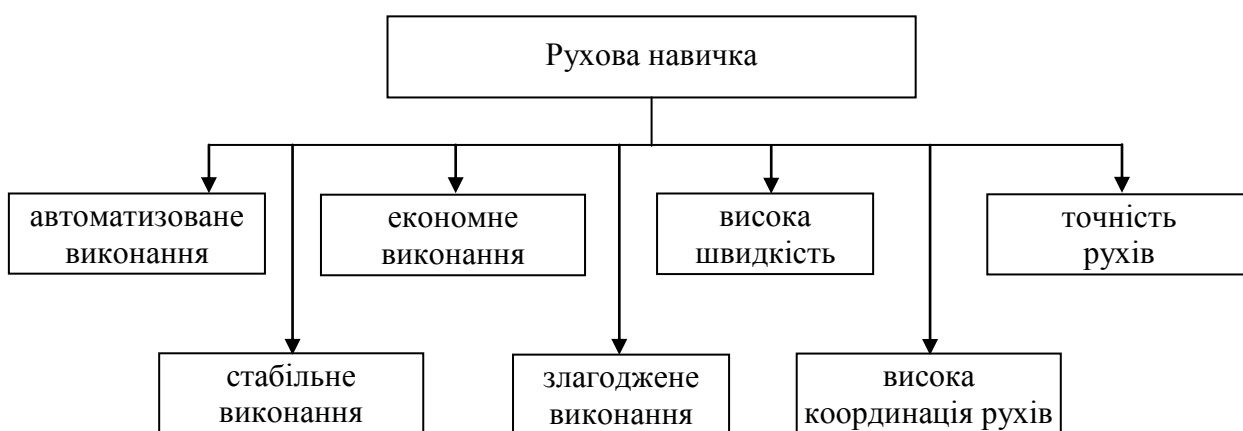 Рухова навичка
автоматизоване
виконання
економне
виконання
висока
швидкість
точність
рухів
стабільне
виконання
злагоджене
виконання
висока
координація рухів